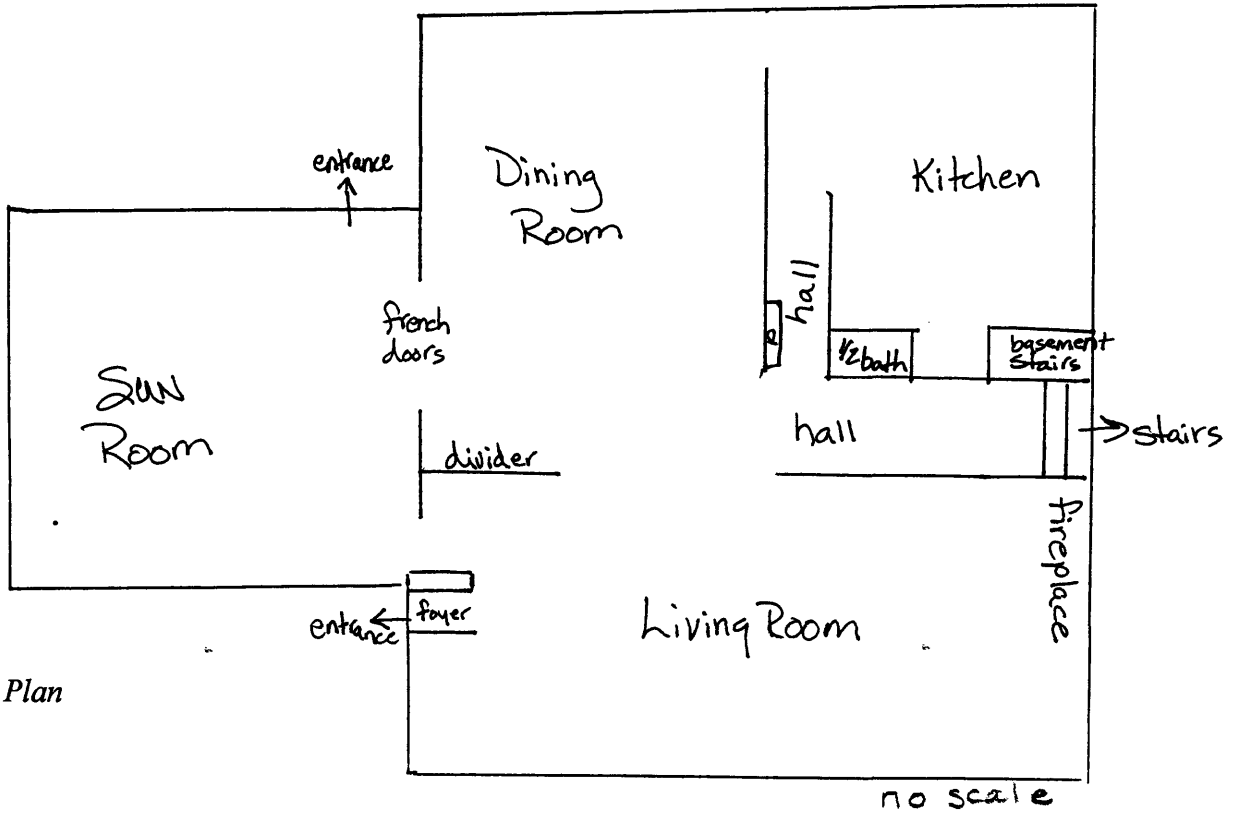 entrance
Dining
Room
Kitchen
hall
french
doors
1/2 bath
basement
stairs
Sun
Room
divider
hall
stairs
fireplace
foyer
entrance
Living Room
Plan
no scale